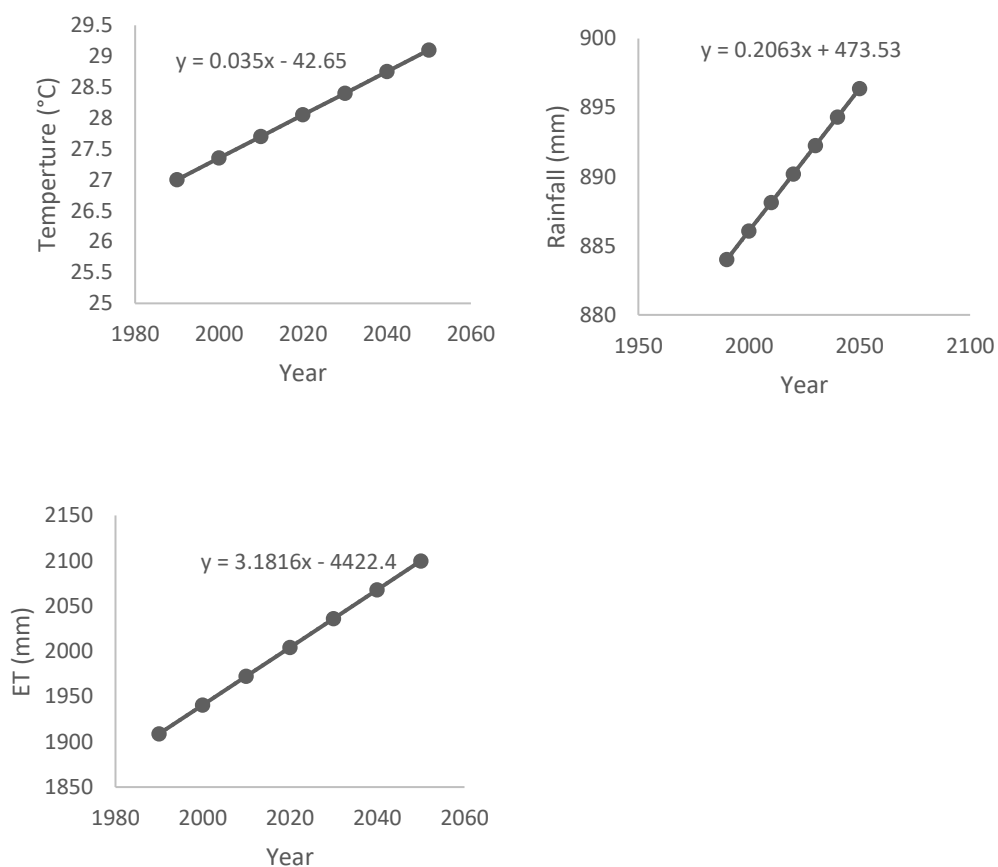 29.5
29
28.5
28
27.5
27
26.5
26
25.5
25
Temperture (°C)
y = 0.035x - 42.65
1980 2000 2020 2040 2060
Year
900
895
890
885
880
Rainfall (mm)
y = 0.2063x + 473.53
1950 2000 2050 2100
Year
2150
2100
2050
2000
1950
1900
1850
ET (mm)
y = 3.1816x - 4422.4
1980 2000 2020 2040 2060
Year